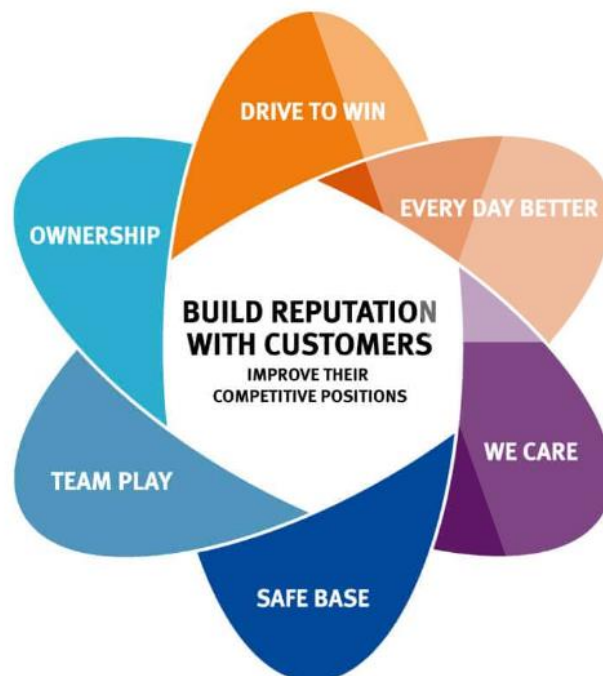 DRIVE TO WIN
EVERY DAY BETTER
OWNERSHIP
BUILD REPUTATION
WITH CUSTOMERS
IMPROVE THEIR
COMPETITIVE POSITIONS
WE CARE
TEAM PLAY
SAFE BASE